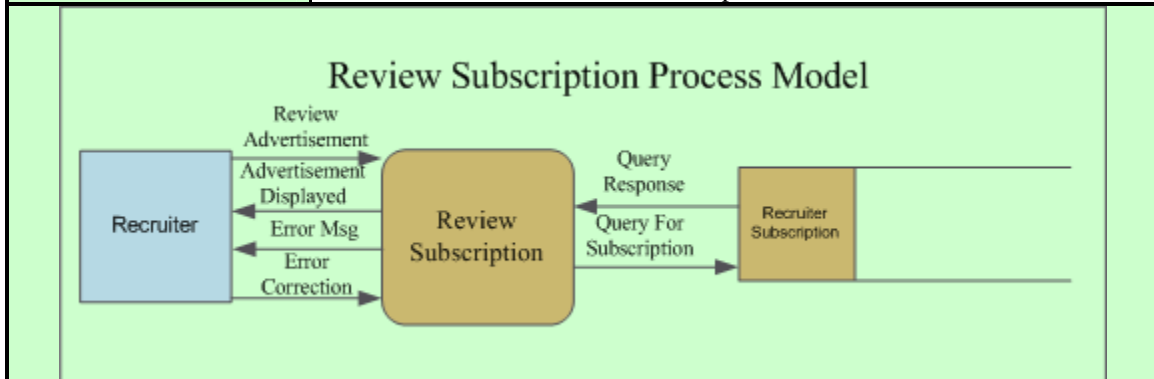 Review Subscription Process Model
Review
Advertisement
Advertisement
Displayed
Error Msg
Error
Correction
Recruiter
Review
Subscription
Query
Response
Query For
Subscription
Recruiter
Subscription